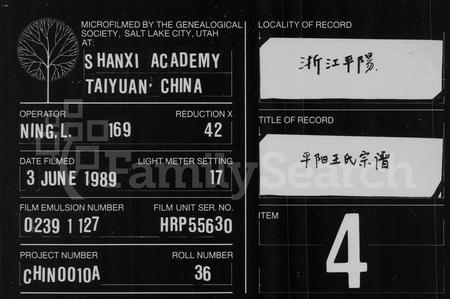 MICROFILMED BY THE GENEALOGICAL
SOCIETY, SALT LAKE CITY, UTAH
AT:
SHANXI ACADEMY
TAIYUAN, CHINA
OPERATOR
REDUCTION X
NING, L. 169
42
DATE FILMED
LIGHT METER SETTING
3 JUNE 1989
17
FILM EMULSION NUMBER
FILM UNIT SER. NO.
0239 1127
HRP55630
PROJECT NUMBER
ROLL NUMBER
CHIN0010A
36
LOCALITY OF RECORD
浙江平陽
TITLE OF RECORD
平阳王氏宗谱
ITEM
4
FamilySearch